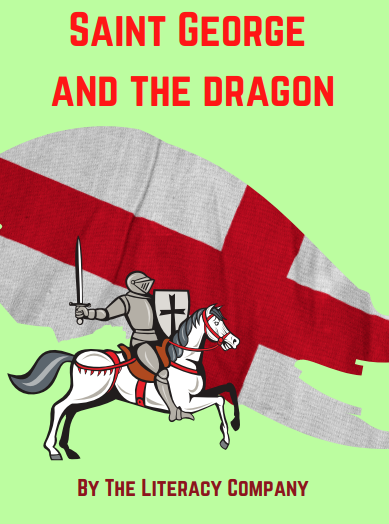 Saint George
and the dragon
By The Literacy Company